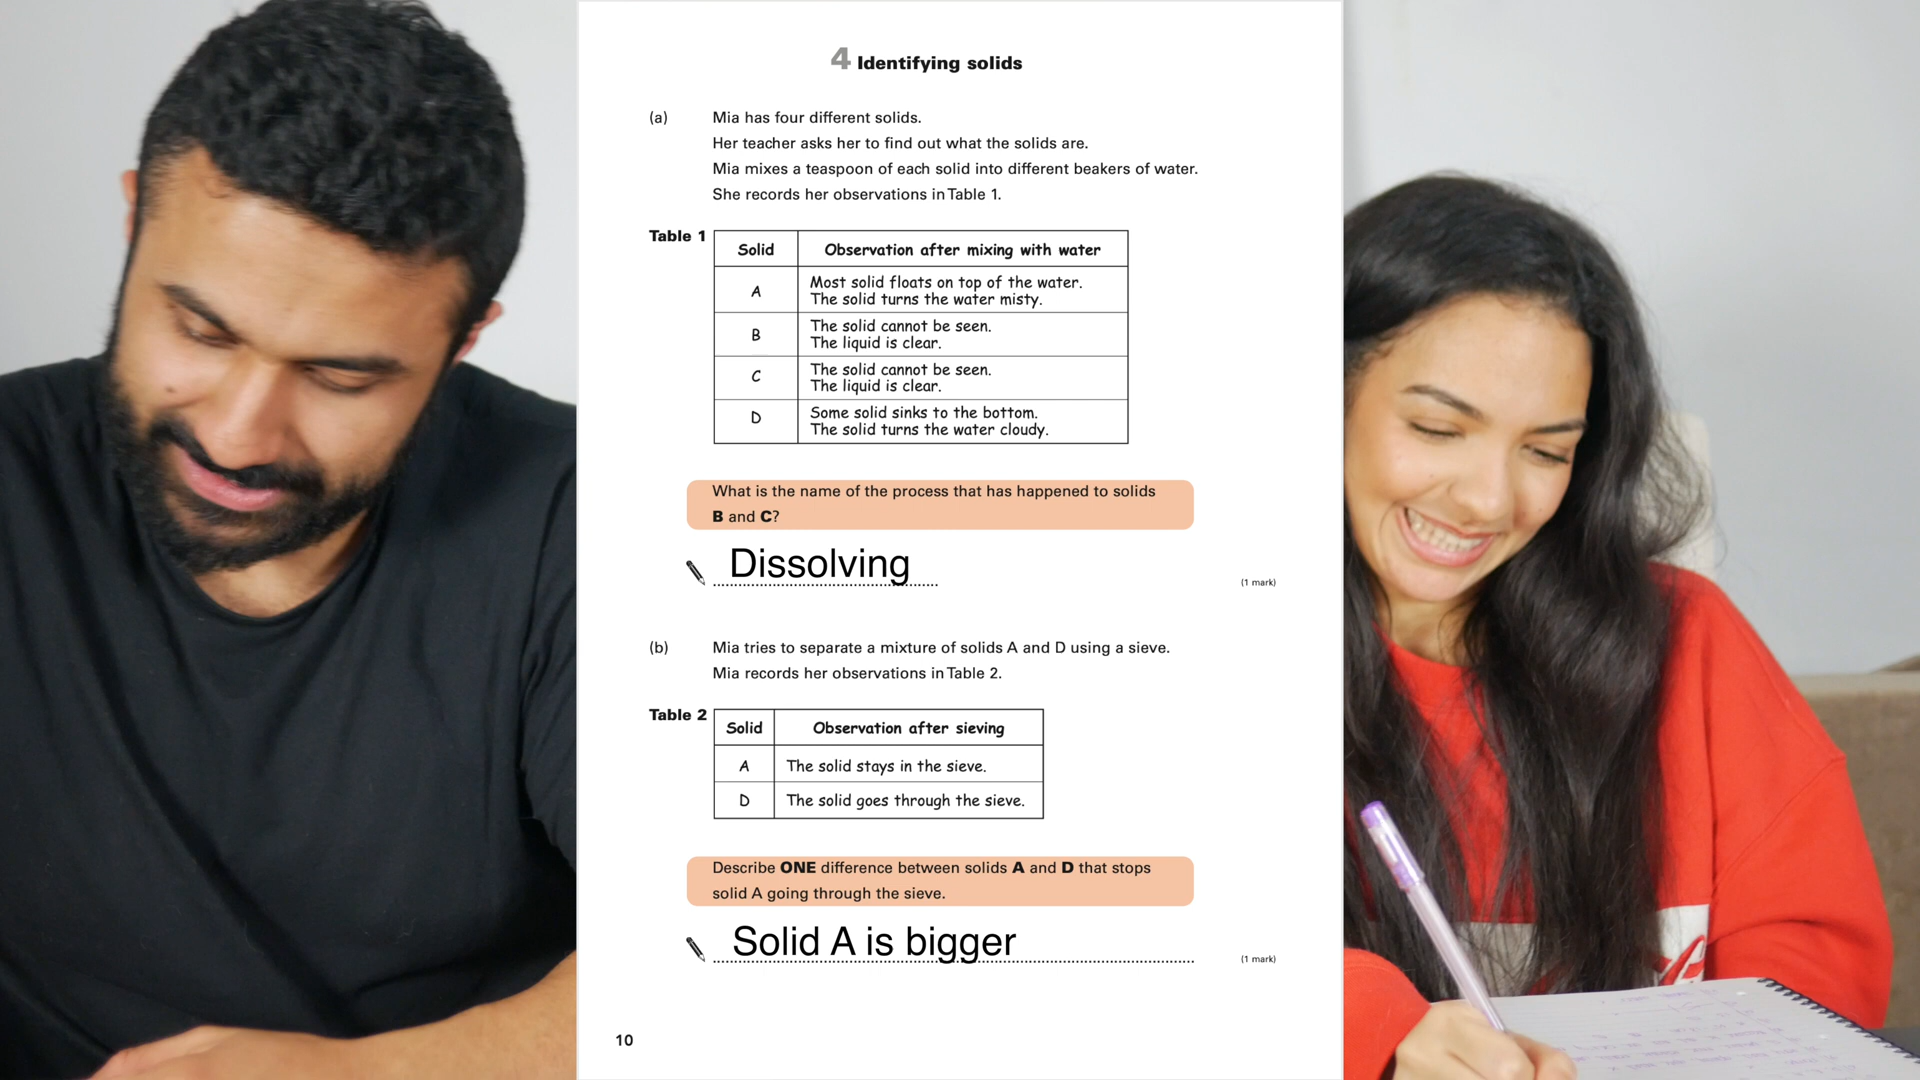 4 Identifying solids
(a) Mia has four different solids.
Her teacher asks her to find out what the solids are.
Mia mixes a teaspoon of each solid into different beakers of water.
She records her observations in Table 1.
Table 1
Solid Observation after mixing with water
A Most solid floats on top of the water.
The solid turns the water misty.
B The solid cannot be seen.
The liquid is clear.
C The solid cannot be seen.
The liquid is clear.
D Some solid sinks to the bottom.
The solid turns the water cloudy.
What is the name of the process that has happened to solids
B and C?
Dissolving
(1 mark)
(b) Mia tries to separate a mixture of solids A and D using a sieve.
Mia records her observations in Table 2.
Table 2
Solid Observation after sieving
A The solid stays in the sieve.
D The solid goes through the sieve.
Describe ONE difference between solids A and D that stops
solid A going through the sieve.
Solid A is bigger
(1 mark)
10